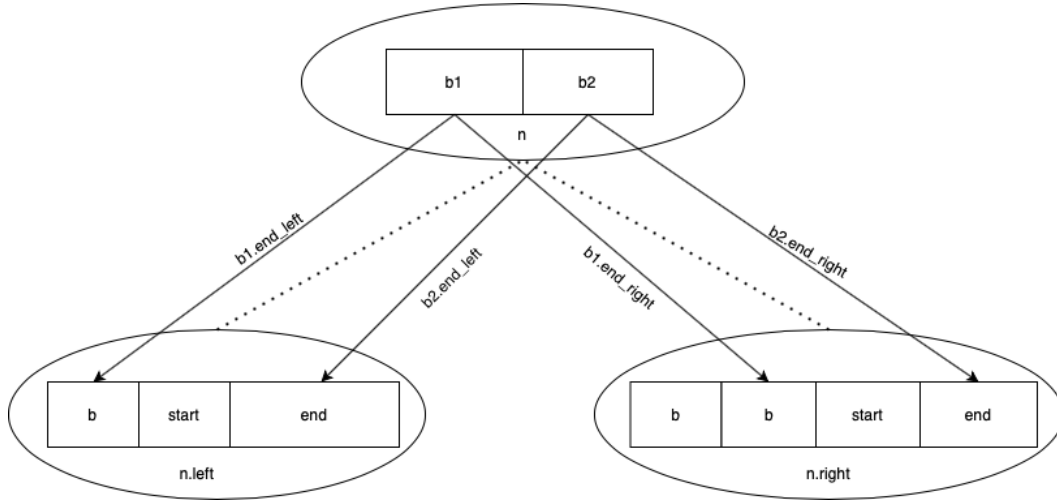 b1 b2
n
b1.end_left
b2.end_left
b1.end_right
b2.end_right
b start end
n.left
b b start end
n.right